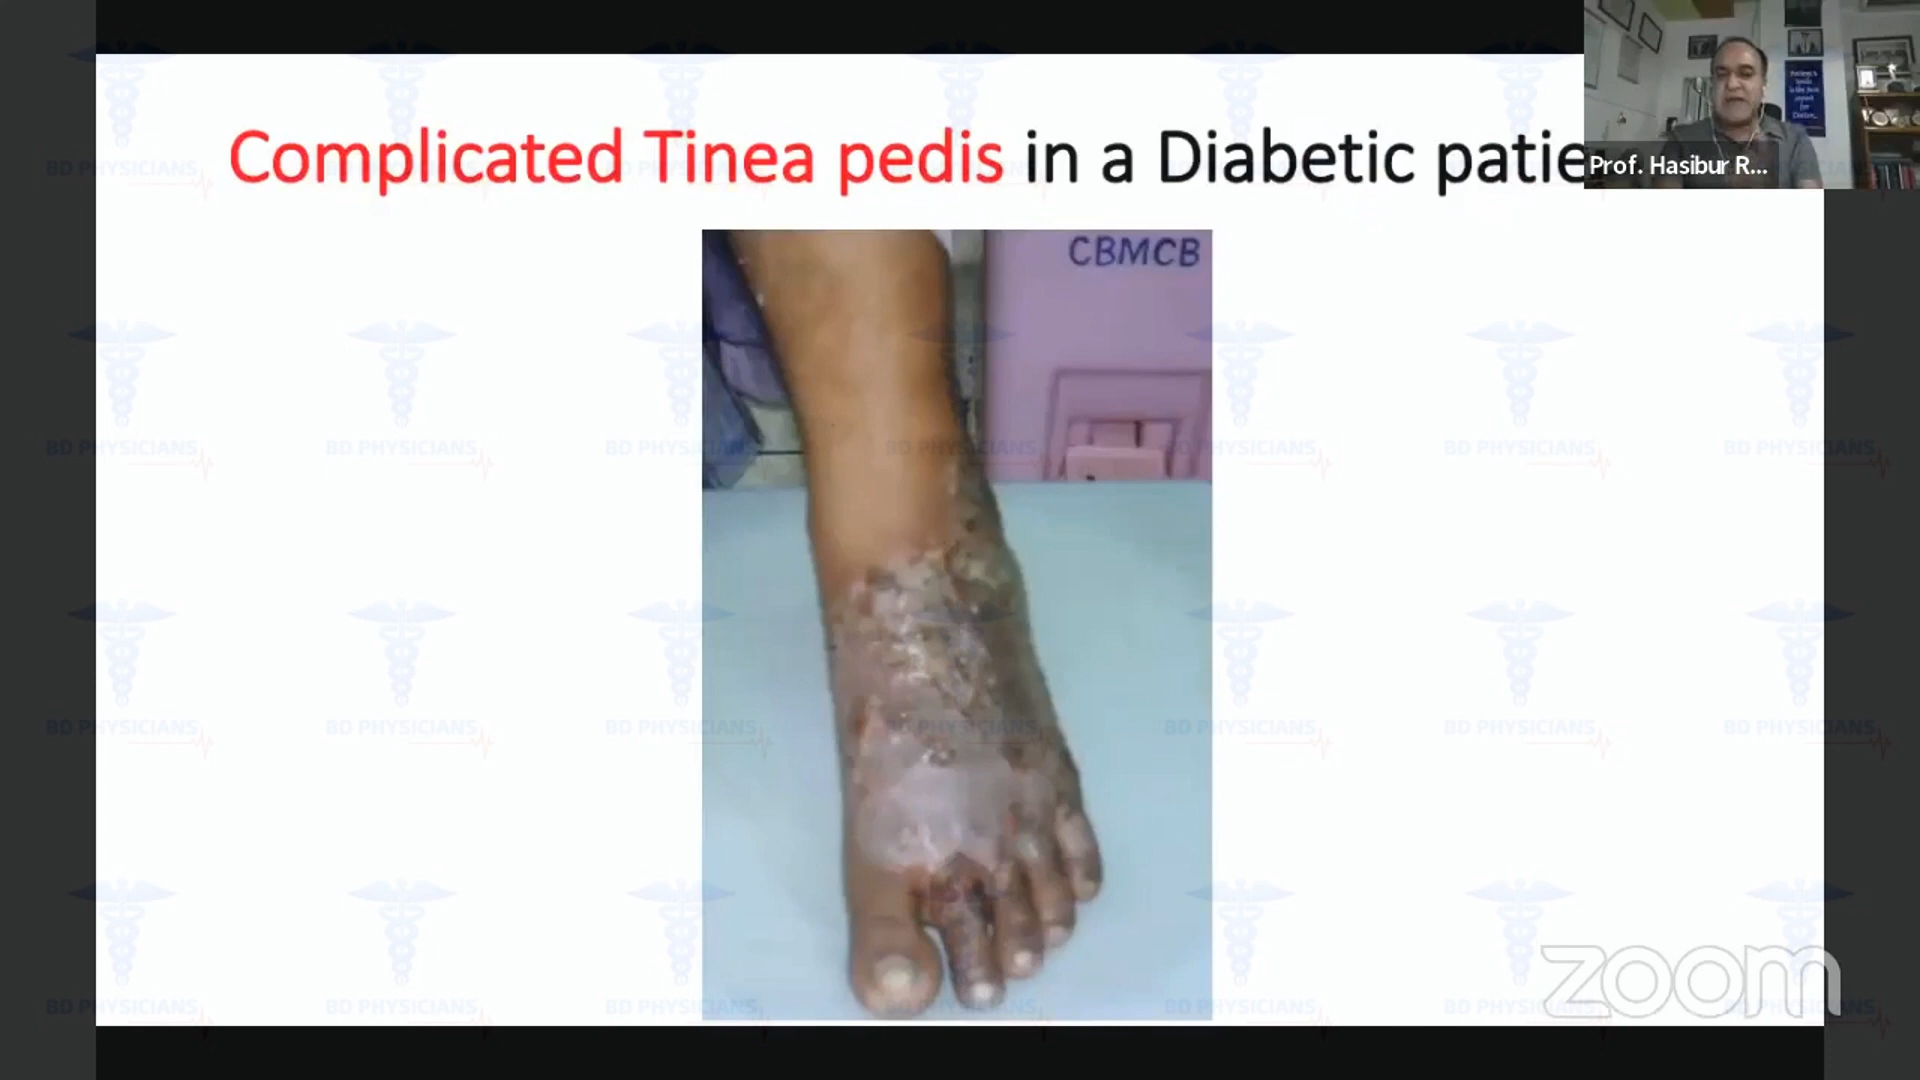 Complicated Tinea pedis in a Diabetic patie
Prof. Hasibur R...
CBMCB
BD PHYSICIANS
zoom